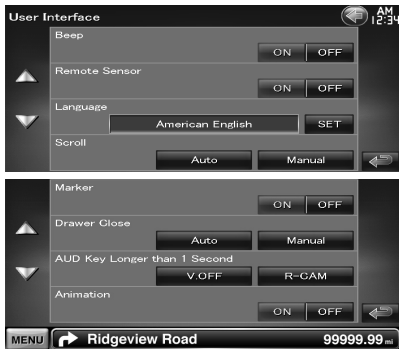 User Interface AM 12:34
Beep
ON OFF
Remote Sensor
ON OFF
Language
American English SET
Scroll
Auto Manual
Marker
ON OFF
Drawer Close
Auto Manual
AUD Key Longer than 1 Second
V.OFF R-CAM
Animation
ON OFF
MENU Ridgeview Road 99999.99 mi